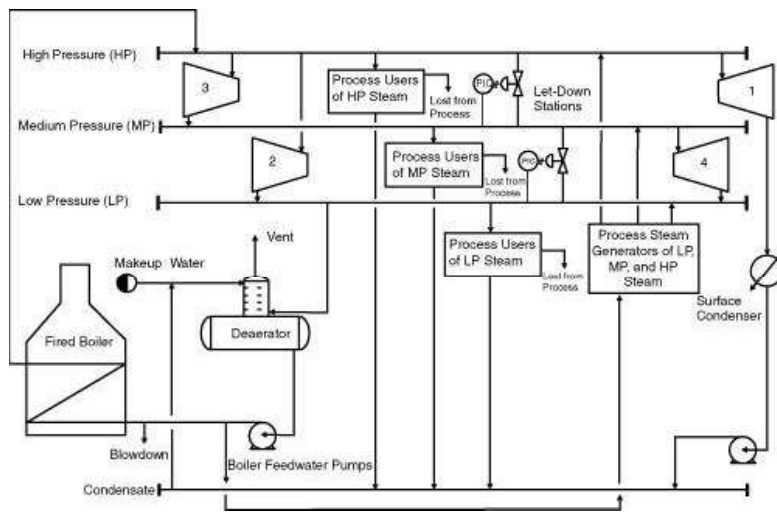 High Pressure (HP)
3
Process Users
of HP Steam
Lost from
Process
PIC
Let-Down
Stations
1
Medium Pressure (MP)
2
Process Users
of MP Steam
Lost from
Process
PIC
4
Low Pressure (LP)
Vent
Process Users
of LP Steam
Lost from
Process
Process Steam
Generators of LP,
MP, and HP
Steam
Makeup Water
Surface
Condenser
Fired Boiler
Deaerator
Blowdown
Boiler Feedwater Pumps
Condensate